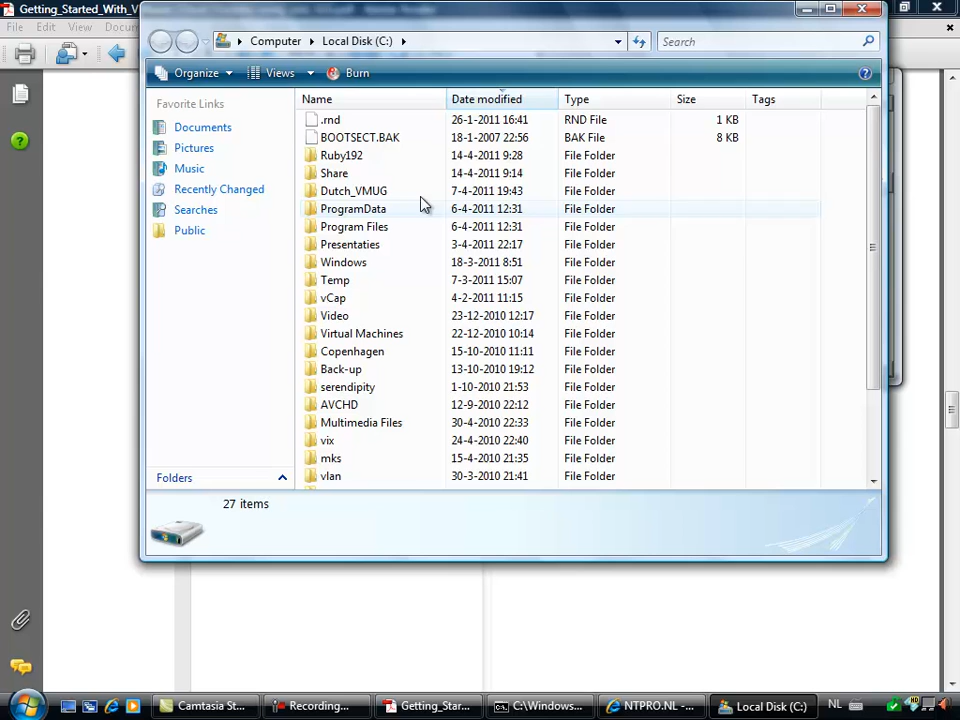 Getting_Started_With_V
File Edit View Docu
Computer Local Disk (C:)
Search
Organize Views Burn
Favorite Links
Documents
Pictures
Music
Recently Changed
Searches
Public
Folders
Name Date modified Type Size Tags
.rnd 26-1-2011 16:41 RND File 1 KB
BOOTSECT.BAK 18-1-2007 22:56 BAK File 8 KB
Ruby192 14-4-2011 9:28 File Folder
Share 14-4-2011 9:14 File Folder
Dutch_VMUG 7-4-2011 19:43 File Folder
ProgramData 6-4-2011 12:31 File Folder
Program Files 6-4-2011 12:31 File Folder
Presentaties 3-4-2011 22:17 File Folder
Windows 18-3-2011 8:51 File Folder
Temp 7-3-2011 15:07 File Folder
vCap 4-2-2011 11:15 File Folder
Video 23-12-2010 12:17 File Folder
Virtual Machines 22-12-2010 10:14 File Folder
Copenhagen 15-10-2010 11:11 File Folder
Back-up 13-10-2010 19:12 File Folder
serendipity 1-10-2010 21:53 File Folder
AVCHD 12-9-2010 22:12 File Folder
Multimedia Files 30-4-2010 22:33 File Folder
vix 24-4-2010 22:40 File Folder
mks 15-4-2010 21:35 File Folder
vlan 30-3-2010 21:41 File Folder
27 items
Camtasia St... Recording... Getting_Star... C:\Windows... NTPRO.NL -... Local Disk (C:) NL